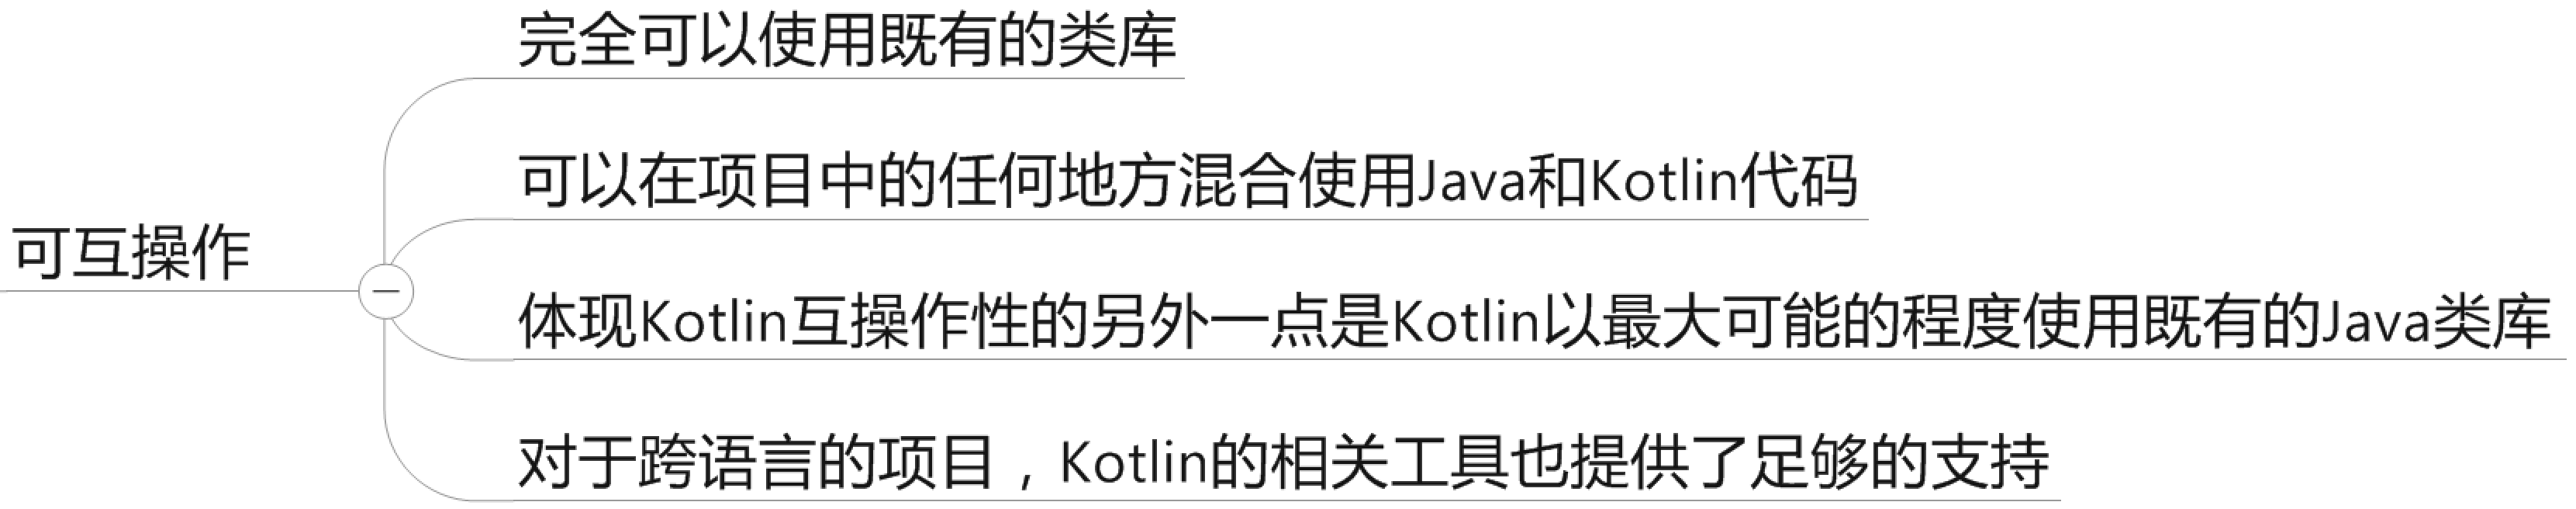 完全可以使用既有的类库
可以在项目中的任何地方混合使用Java和Kotlin代码
可互操作
体现Kotlin互操作性的另外一点是Kotlin以最大可能的程度使用既有的Java类库
对于跨语言的项目，Kotlin的相关工具也提供了足够的支持